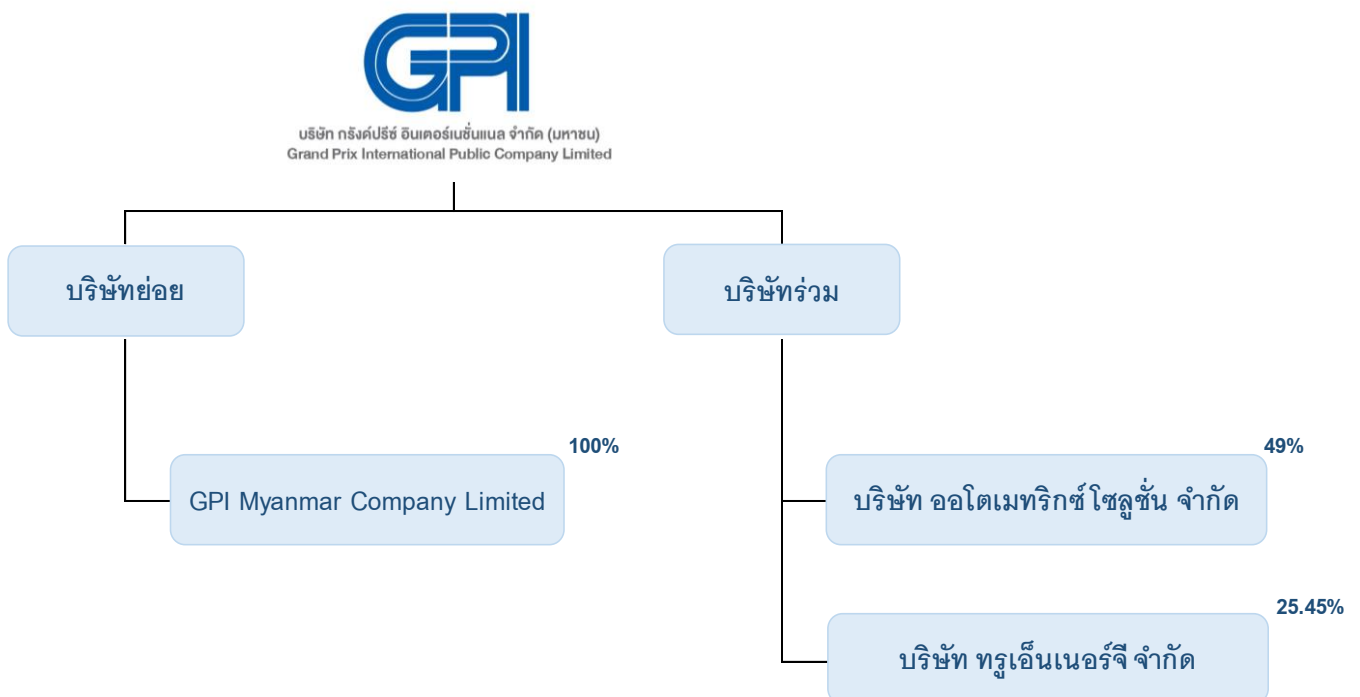 GPI
บริษัท กรังด์ปรีซ์ อินเตอร์เนชั่นแนล จำกัด (มหาชน)
Grand Prix International Public Company Limited
บริษัทย่อย
บริษัทร่วม
100%
49%
GPI Myanmar Company Limited
บริษัท ออโตเมทริกซ์ โซลูชั่น จำกัด
25.45%
บริษัท ทรูเอ็นเนอร์จี จำกัด